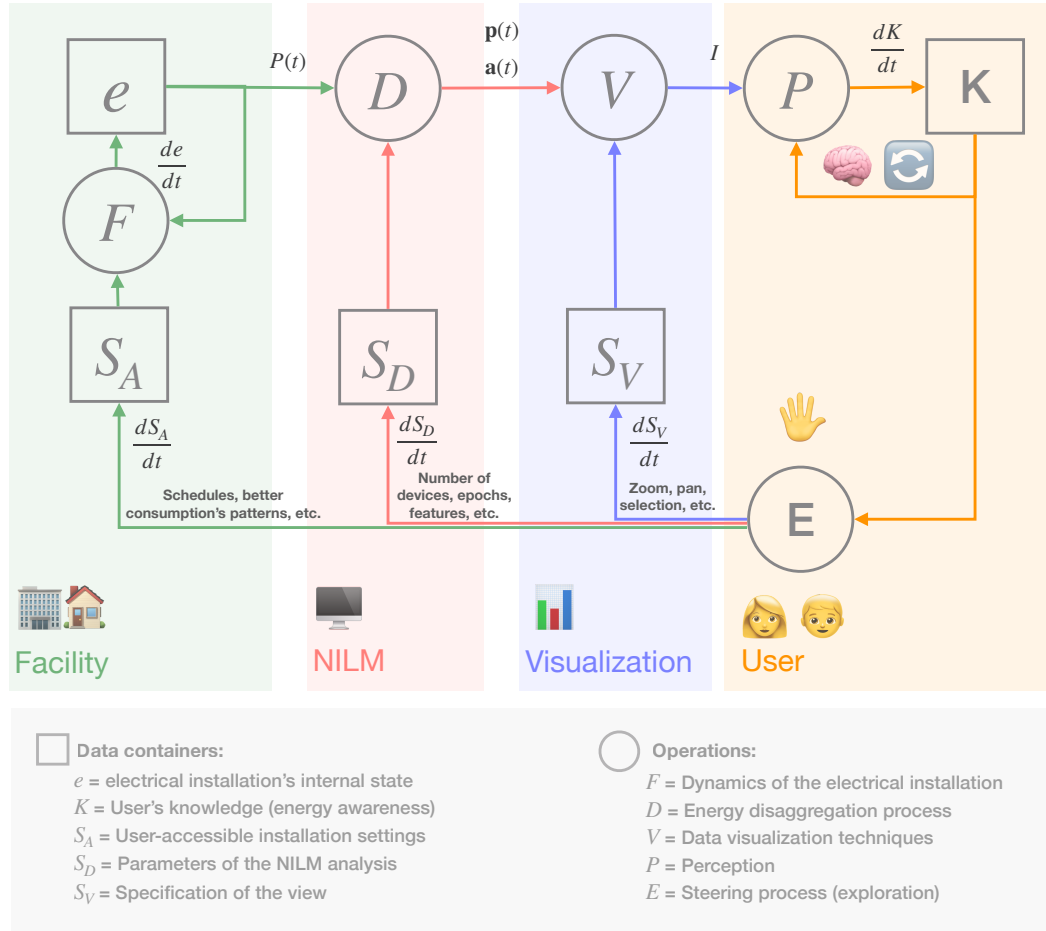 P(t)
p(t)
a(t)
I
dK
dt
e
D
V
P
K
de
dt
F
S_A
S_D
S_V
dS_A
dt
dS_D
dt
dS_V
dt
Schedules, better
consumption's patterns, etc.
Number of
devices, epochs,
features, etc.
Zoom, pan,
selection, etc.
E
Facility
NILM
Visualization
User
Data containers:
e = electrical installation's internal state
K = User's knowledge (energy awareness)
S_A = User-accessible installation settings
S_D = Parameters of the NILM analysis
S_V = Specification of the view
Operations:
F = Dynamics of the electrical installation
D = Energy disaggregation process
V = Data visualization techniques
P = Perception
E = Steering process (exploration)